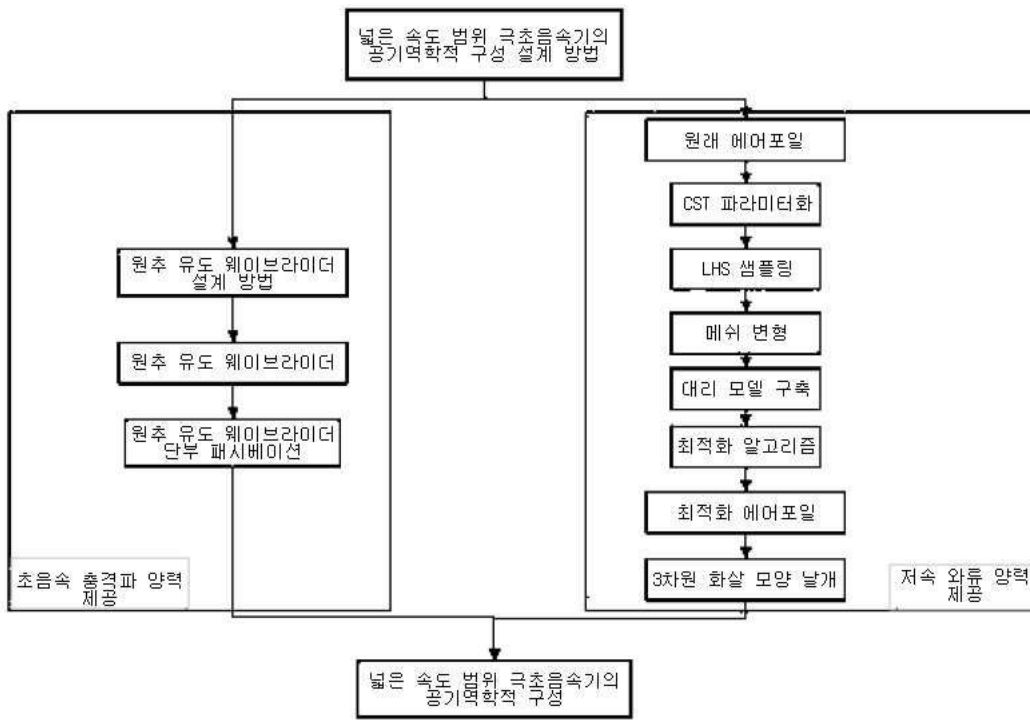 넓은 속도 범위 극초음속기의
공기역학적 구성 설계 방법
원추 유도 웨이브라이더
설계 방법
원추 유도 웨이브라이더
원추 유도 웨이브라이더
단부 패시베이션
초음속 충격파 양력
제공
원래 에어포일
CST 파라미터화
LHS 샘플링
메쉬 변형
대리 모델 구축
최적화 알고리즘
최적화 에어포일
3차원 화살 모양 날개
저속 와류 양력
제공
넓은 속도 범위 극초음속기의
공기역학적 구성